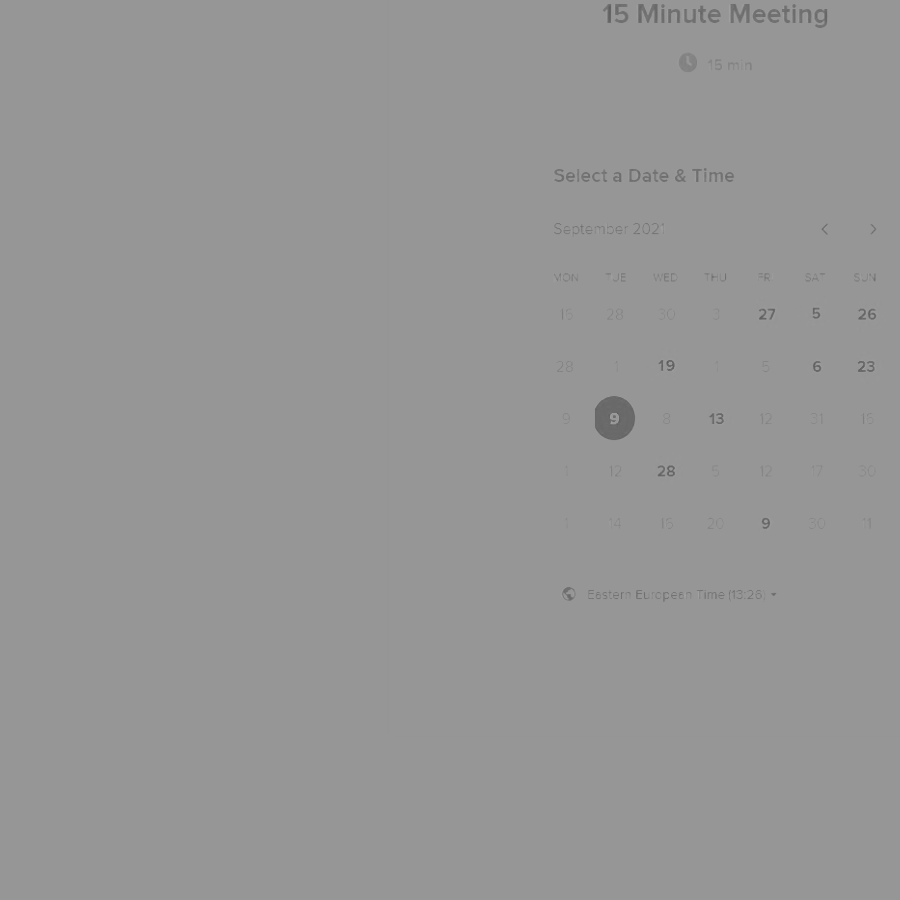 15 Minute Meeting
15 min
Select a Date & Time
September 2021
MON TUE WED THU FRI SAT SUN
15 28 30 3 27 5 26
28 1 19 1 5 6 23
9 9 8 13 12 31 15
1 12 28 5 12 17 30
1 14 15 20 9 30 11
Eastern European Time (13:26)